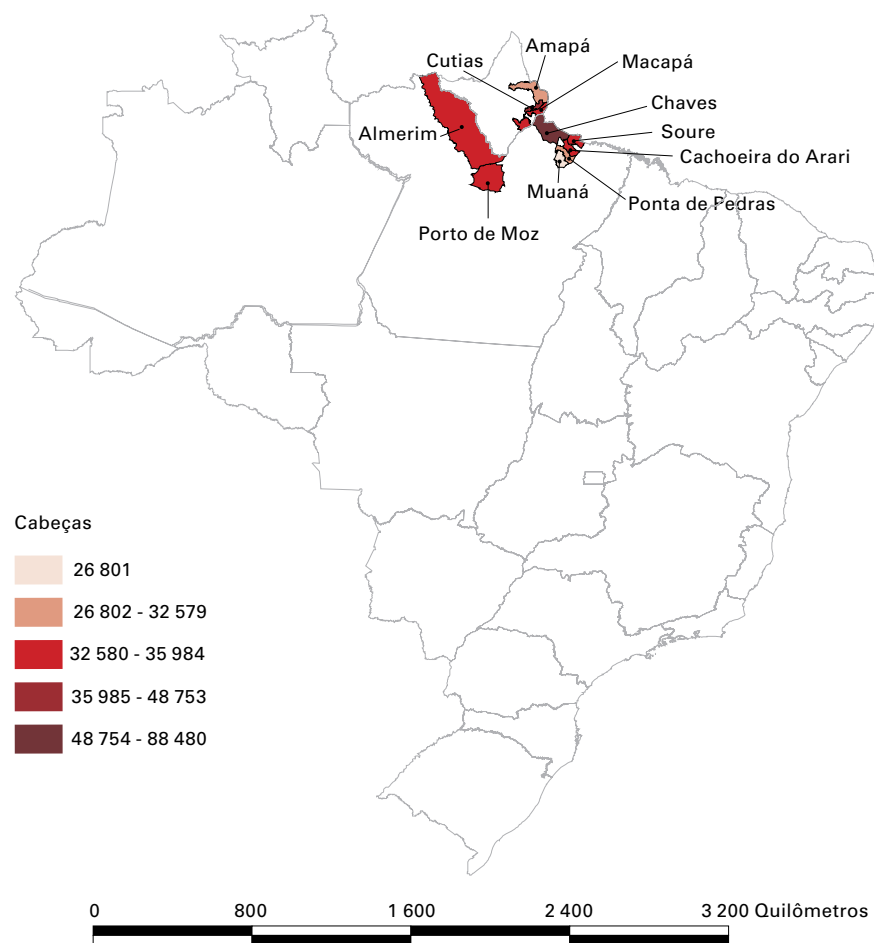 Amapá
Cutias
Macapá
Chaves
Almerim
Soure
Cachoeira do Arari
Muaná
Ponta de Pedras
Porto de Moz
Cabeças
26 801
26 802 - 32 579
32 580 - 35 984
35 985 - 48 753
48 754 - 88 480
0 800 1 600 2 400 3 200 Quilômetros